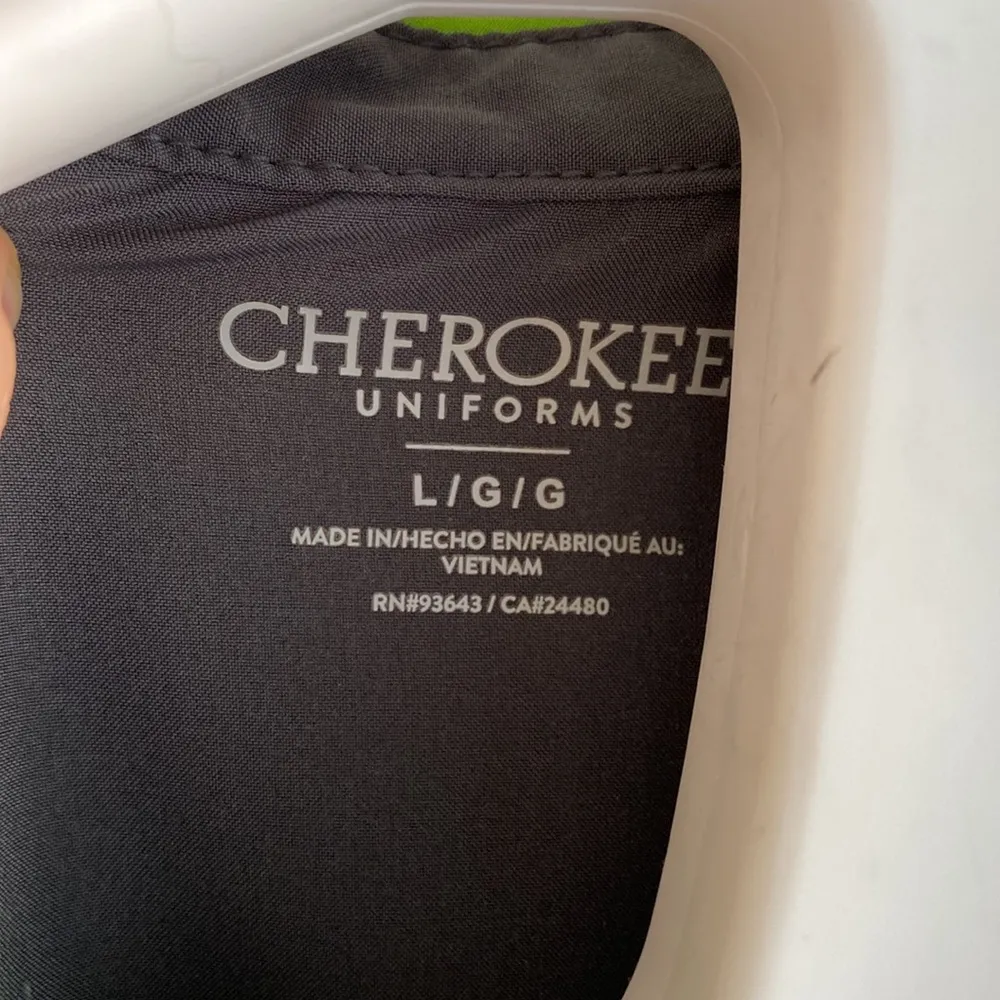 CHEROKEE
UNIFORMS
L/G/G
MADE IN/HECHO EN/FABRIQUÉ AU:
VIETNAM
RN#93643 / CA#24480